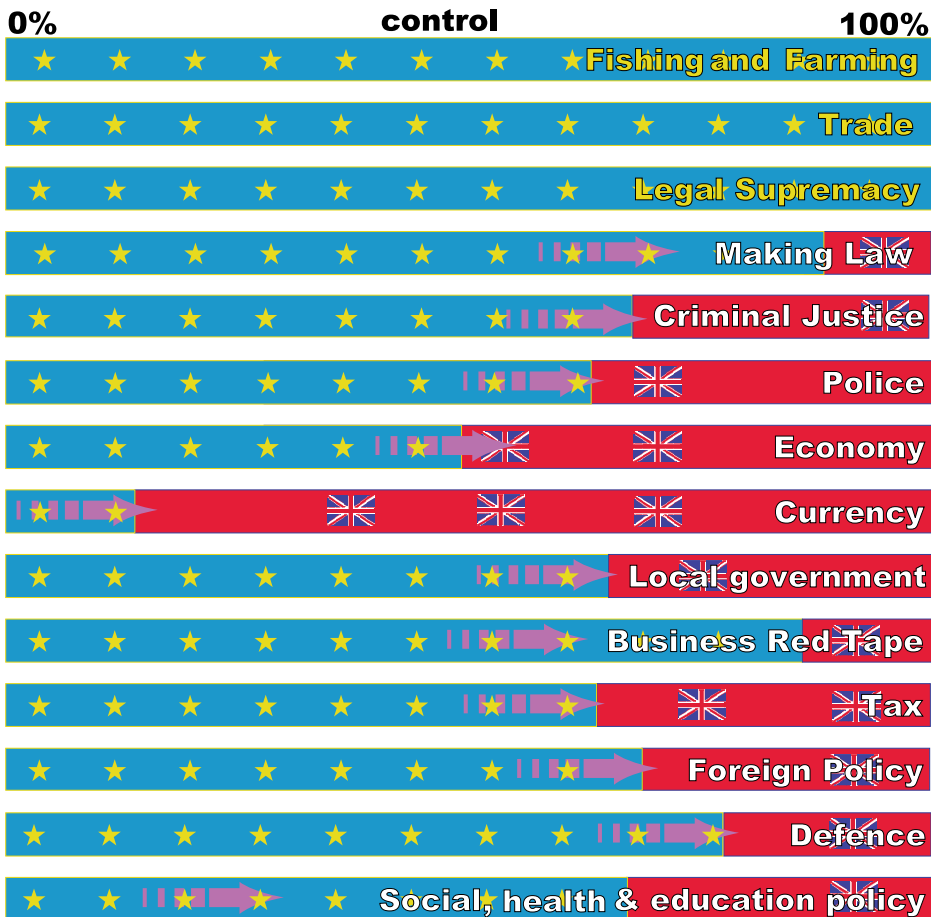 0% control 100%
Fishing and Farming
Trade
Legal Supremacy
Making Law
Criminal Justice
Police
Economy
Currency
Local government
Business Red Tape
Tax
Foreign Policy
Defence
Social, health & education policy